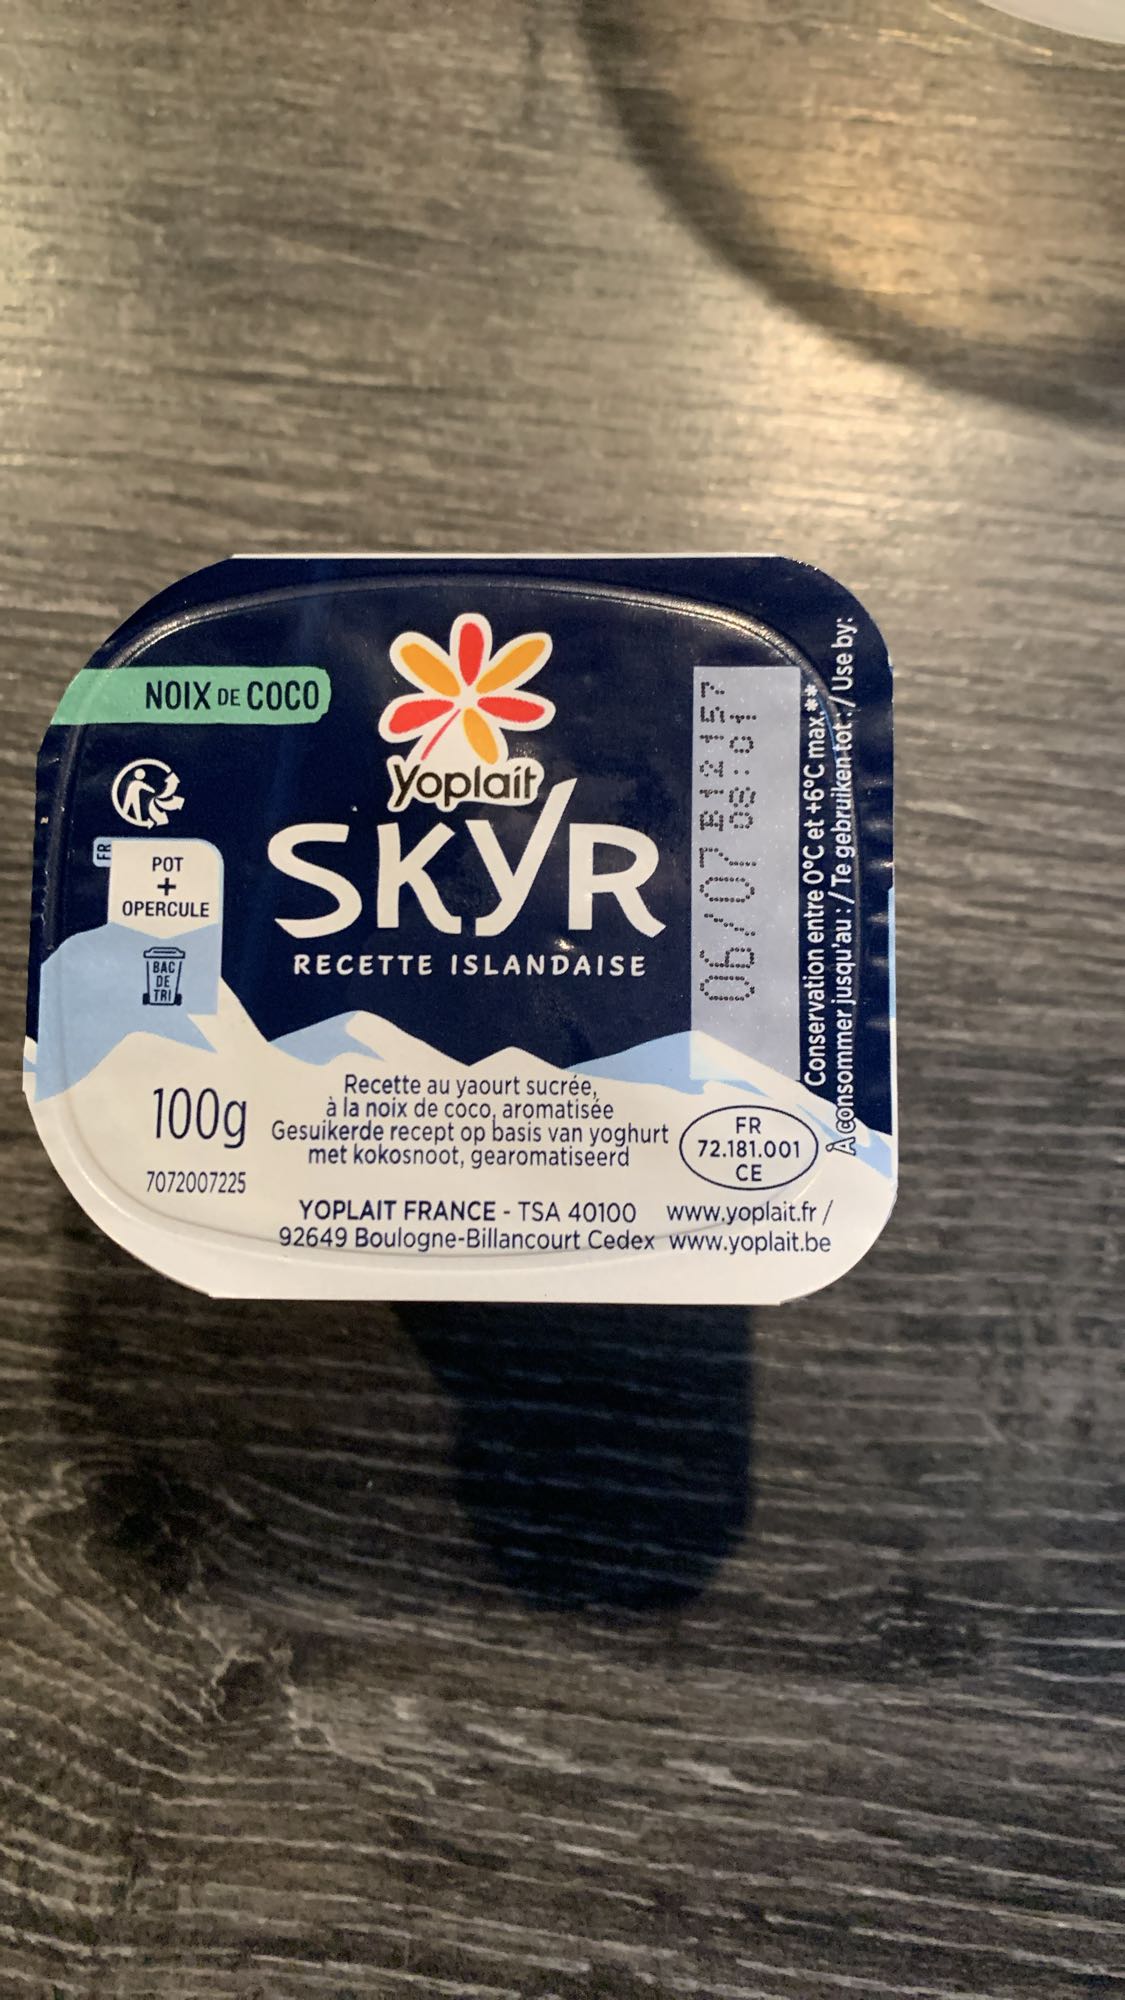 NOIX DE COCO
Yoplait
SKYR
RECETTE ISLANDAISE
FR
POT
+
OPERCULE
BAC
DE
TRI
100g
7072007225
Recette au yaourt sucrée,
à la noix de coco, aromatisée
Gesuikerde recept op basis van yoghurt
met kokosnoot, gearomatiseerd
FR
72.181.001
CE
YOPLAIT FRANCE - TSA 40100
92649 Boulogne-Billancourt Cedex
www.yoplait.fr /
www.yoplait.be
06/07 B12 157
08:01
Conservation entre 0°C et +6°C max.**
À consommer jusqu'au : / Te gebruiken tot : / Use by: